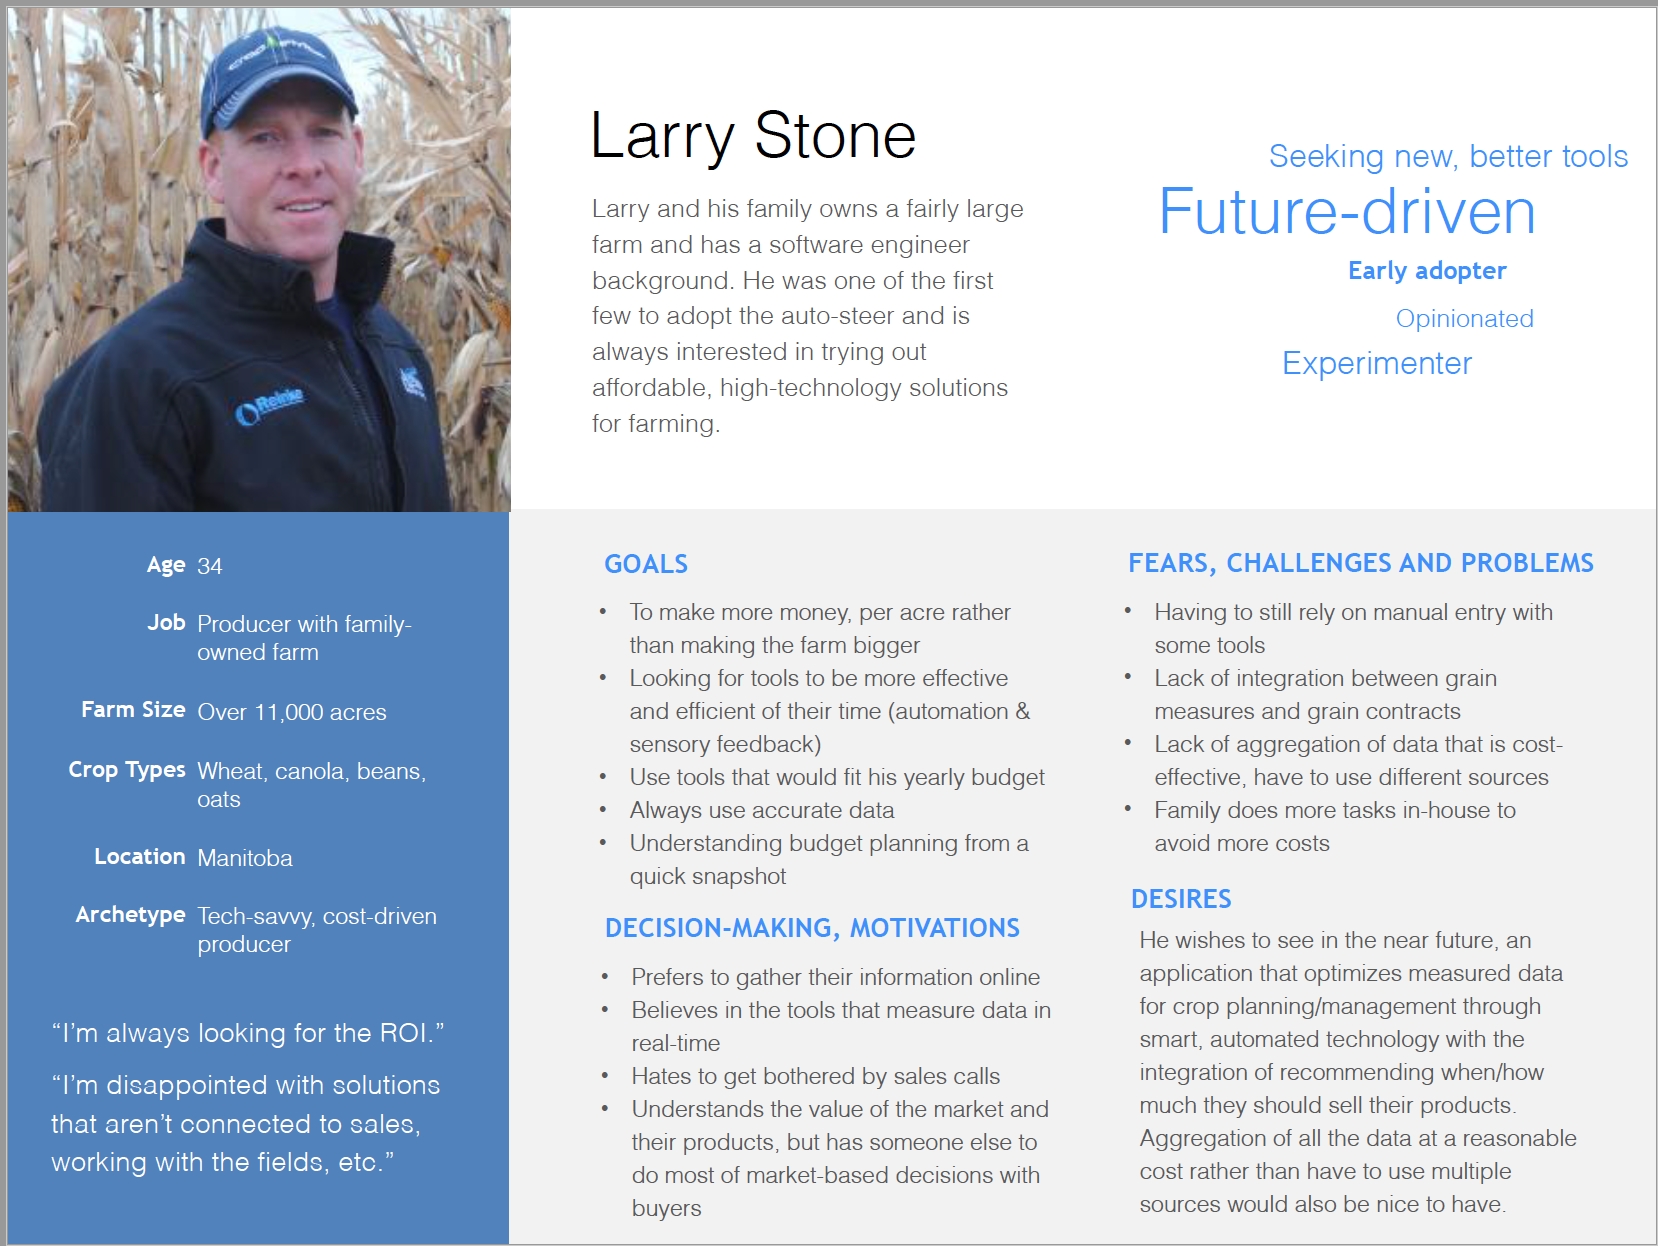 Reinke
Larry Stone
Larry and his family owns a fairly large
farm and has a software engineer
background. He was one of the first
few to adopt the auto-steer and is
always interested in trying out
affordable, high-technology solutions
for farming.
Seeking new, better tools
Future-driven
Early adopter
Opinionated
Experimenter
Age 34
Job Producer with family-
owned farm
Farm Size Over 11,000 acres
Crop Types Wheat, canola, beans,
oats
Location Manitoba
Archetype Tech-savvy, cost-driven
producer
“I’m always looking for the ROI.”
“I’m disappointed with solutions
that aren’t connected to sales,
working with the fields, etc.”
GOALS
• To make more money, per acre rather
than making the farm bigger
• Looking for tools to be more effective
and efficient of their time (automation &
sensory feedback)
• Use tools that would fit his yearly budget
• Always use accurate data
• Understanding budget planning from a
quick snapshot
DECISION-MAKING, MOTIVATIONS
• Prefers to gather their information online
• Believes in the tools that measure data in
real-time
• Hates to get bothered by sales calls
• Understands the value of the market and
their products, but has someone else to
do most of market-based decisions with
buyers
FEARS, CHALLENGES AND PROBLEMS
• Having to still rely on manual entry with
some tools
• Lack of integration between grain
measures and grain contracts
• Lack of aggregation of data that is cost-
effective, have to use different sources
• Family does more tasks in-house to
avoid more costs
DESIRES
He wishes to see in the near future, an
application that optimizes measured data
for crop planning/management through
smart, automated technology with the
integration of recommending when/how
much they should sell their products.
Aggregation of all the data at a reasonable
cost rather than have to use multiple
sources would also be nice to have.